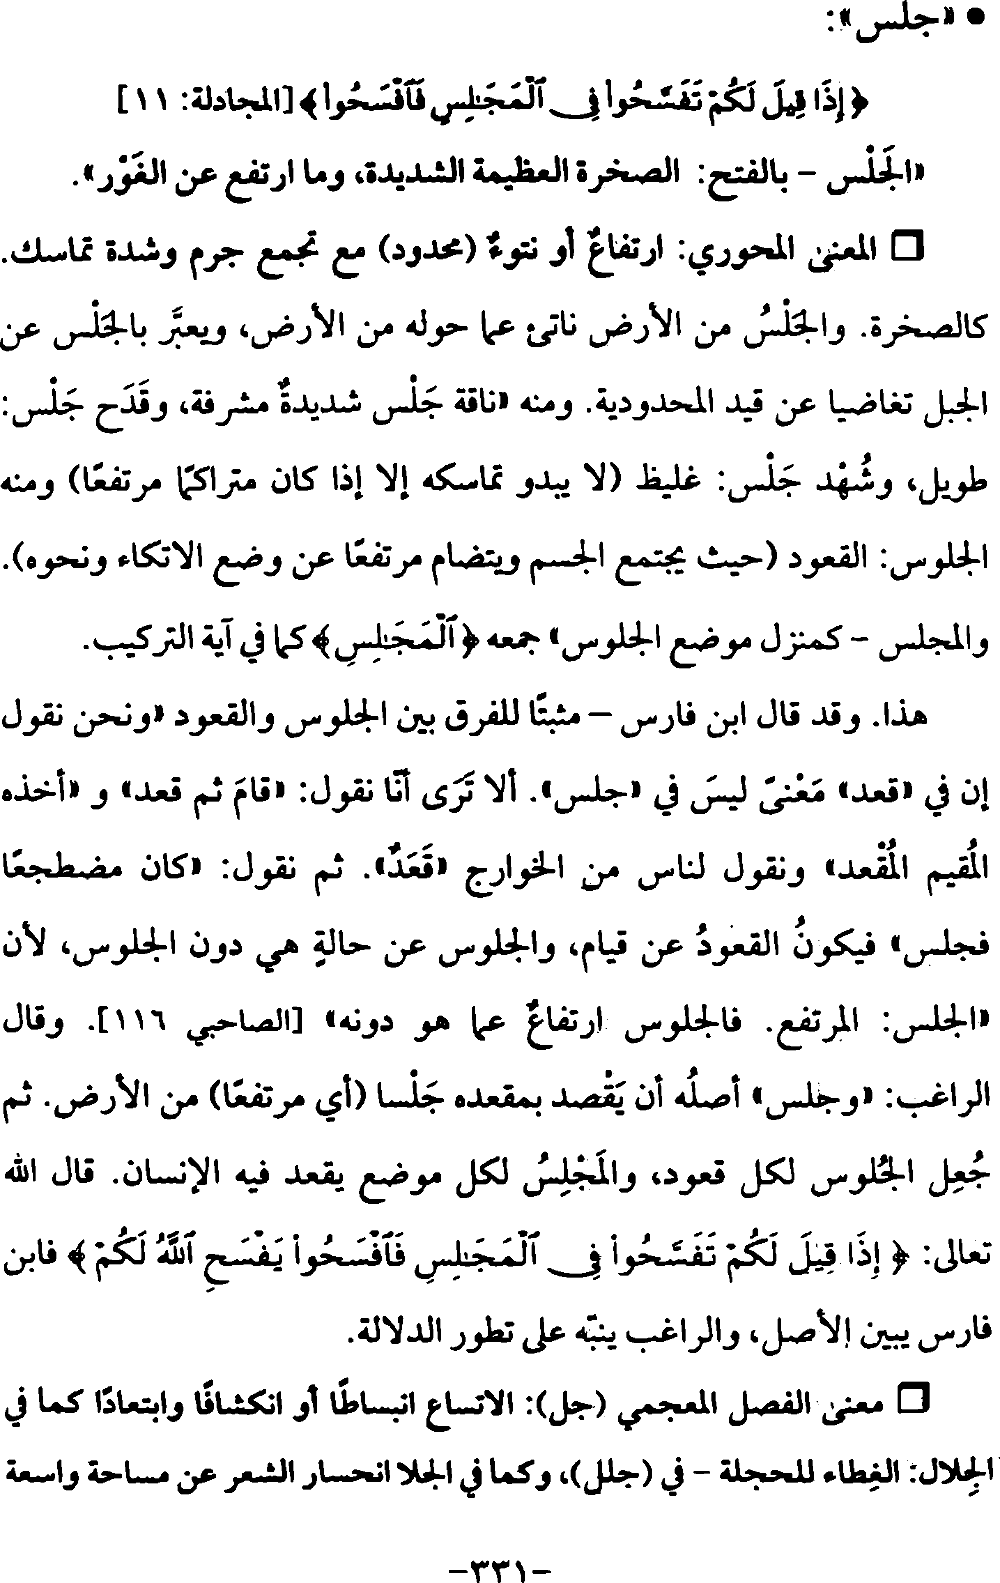 • «جلس»:
﴿إِذَا قِيلَ لَكُمْ تَفَسَّحُوا۟ فِى ٱلْمَجَـٰلِسِ فَٱفْسَحُوا۟﴾ [المجادلة: ١١]
«الجَلْس - بالفتح: الصخرة العظيمة الشديدة، وما ارتفع عن الغَوْر».
❒ المعنى المحوري: ارتفاعٌ أو نتوءٌ (محدود) مع تجمع جرم وشدة تماسك.
كالصخرة. والجَلْسُ من الأرض ناتئ عما حوله من الأرض، ويعبَّر بالجَلْس عن
الجبل تغاضيا عن قيد المحدودية. ومنه «ناقة جَلْس شديدةٌ مشرفة، وقَدَح جَلْس:
طويل، وشُهْد جَلْس: غليظ (لا يبدو تماسكه إلا إذا كان متراكمًا مرتفعًا) ومنه
الجلوس: القعود (حيث يجتمع الجسم ويتضام مرتفعًا عن وضع الاتكاء ونحوه).
والمجلس - كمنزل موضع الجلوس» جمعه ﴿ٱلْمَجَـٰلِسِ﴾ كما في آية التركيب.
هذا. وقد قال ابن فارس – مثبتًا للفرق بين الجلوس والقعود «ونحن نقول
إن في «قعد» مَعْنىً ليسَ في «جلس». ألا تَرَى أنّا نقول: «قامَ ثم قعد» و «أخذه
المُقيم المُقْعد» ونقول لناس من الخوارج «قَعَدٌ». ثم نقول: «كان مضطجعًا
فجلس» فيكونُ القعودُ عن قيام، والجلوس عن حالةٍ هي دون الجلوس، لأن
«الجلس: المرتفع. فالجلوس ارتفاعٌ عما هو دونه» [الصاحبي ١١٦]. وقال
الراغب: «وجلس» أصلُه أن يَقْصد بمقعده جَلْسا (أي مرتفعًا) من الأرض. ثم
جُعِل الجُلوس لكل قعود، والمَجْلِسُ لكل موضع يقعد فيه الإنسان. قال الله
تعالى: ﴿إِذَا قِيلَ لَكُمْ تَفَسَّحُوا۟ فِى ٱلْمَجَـٰلِسِ فَٱفْسَحُوا۟ يَفْسَحِ ٱللَّهُ لَكُمْ﴾ فابن
فارس يبين الأصل، والراغب ينبّه على تطور الدلالة.
❒ معنى الفصل المعجمي (جل): الاتساع انبساطًا أو انكشافًا وابتعادًا كما في
الجِلال: الغِطاء للحجلة - في (جلل)، وكما في الجلا انحسار الشعر عن مساحة واسعة
-٣٣١-